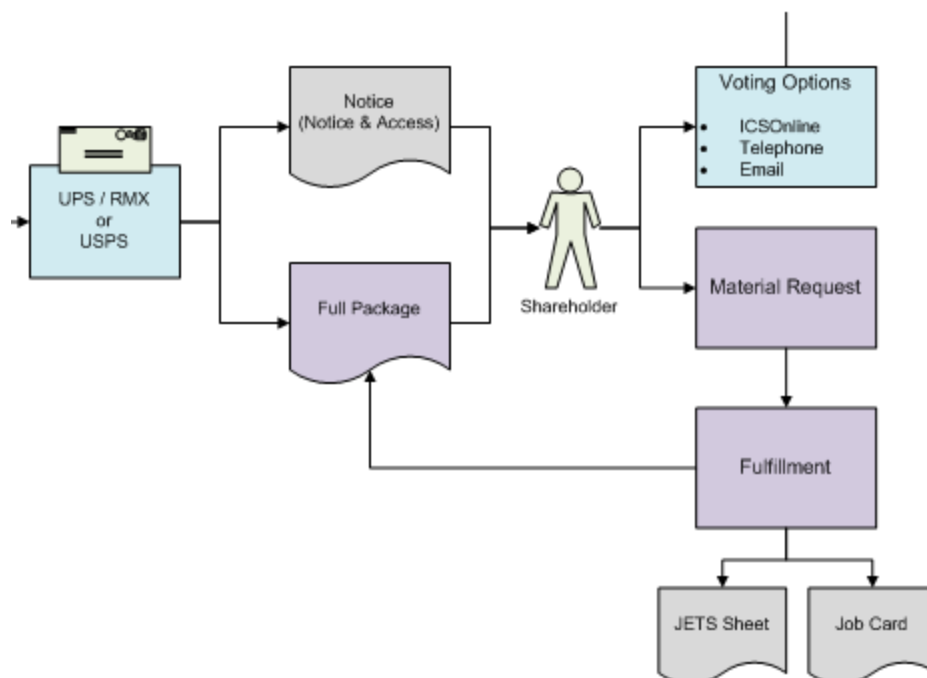 Notice
(Notice & Access)
Voting Options
• ICSOnline
• Telephone
• Email
UPS / RMX
or
USPS
Full Package
Shareholder
Material Request
Fulfillment
JETS Sheet
Job Card